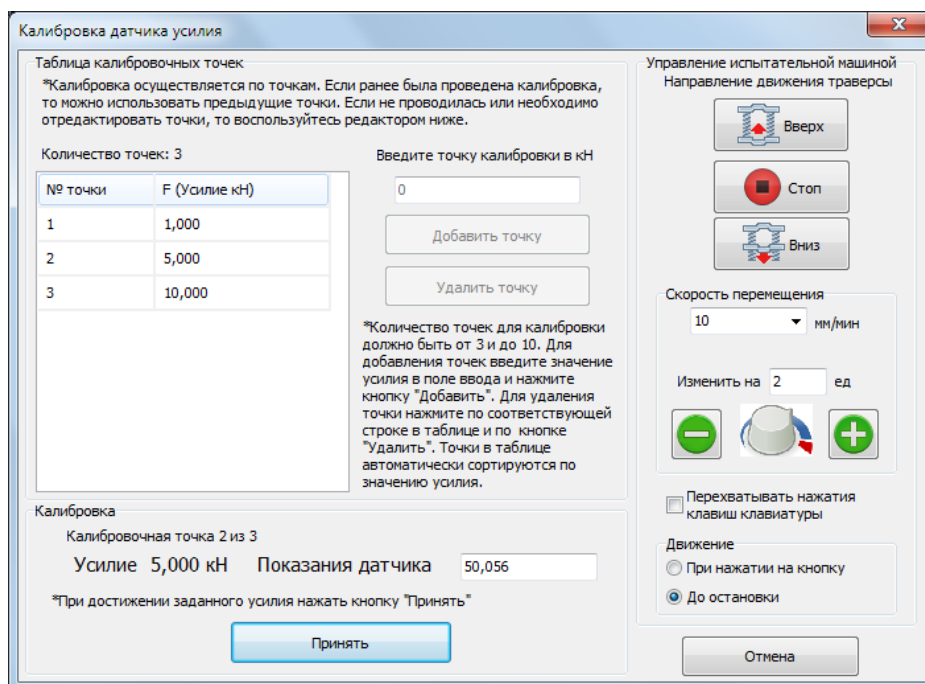 Калибровка датчика усилия
Таблица калибровочных точек
*Калибровка осуществляется по точкам. Если ранее была проведена калибровка,
то можно использовать предыдущие точки. Если не проводилась или необходимо
отредактировать точки, то воспользуйтесь редактором ниже.
Количество точек: 3
№ точки F (Усилие кН)
1 1,000
2 5,000
3 10,000
Введите точку калибровки в кН
0
Добавить точку
Удалить точку
*Количество точек для калибровки
должно быть от 3 и до 10. Для
добавления точек введите значение
усилия в поле ввода и нажмите
кнопку "Добавить". Для удаления
точки нажмите по соответствующей
строке в таблице и по кнопке
"Удалить". Точки в таблице
автоматически сортируются по
значению усилия.
Калибровка
Калибровочная точка 2 из 3
Усилие 5,000 кН Показания датчика 50,056
*При достижении заданного усилия нажать кнопку "Принять"
Принять
Управление испытательной машиной
Направление движения траверсы
Вверх
Стоп
Вниз
Скорость перемещения
10 мм/мин
Изменить на 2 ед
Перехватывать нажатия
клавиш клавиатуры
Движение
При нажатии на кнопку
До остановки
Отмена